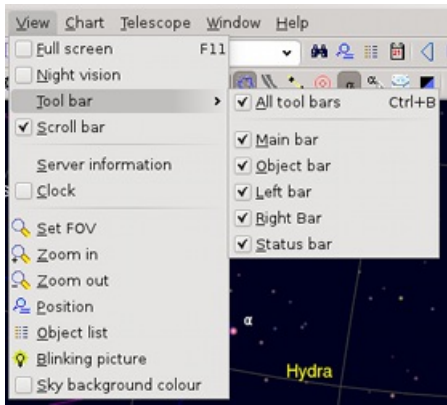 View Chart Telescope Window Help
Full screen F11
Night vision
Tool bar
Scroll bar
Server information
Clock
Set FOV
Zoom in
Zoom out
Position
Object list
Blinking picture
Sky background colour
All tool bars Ctrl+B
Main bar
Object bar
Left bar
Right Bar
Status bar
α
Hydra